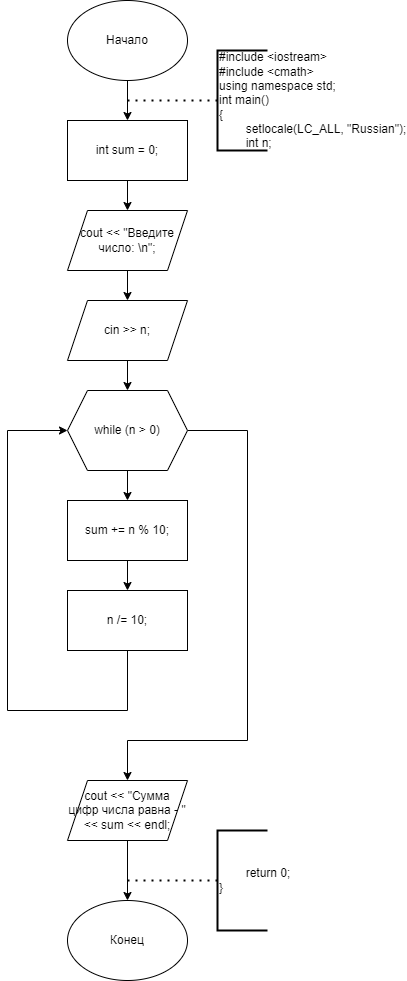 Начало
#include <iostream>
#include <cmath>
using namespace std;
int main()
{
setlocale(LC_ALL, "Russian");
int n;
int sum = 0;
cout << "Введите
число: \n";
cin >> n;
while (n > 0)
sum += n % 10;
n /= 10;
cout << "Сумма
цифр числа равна - "
<< sum << endl;
return 0;
}
Конец